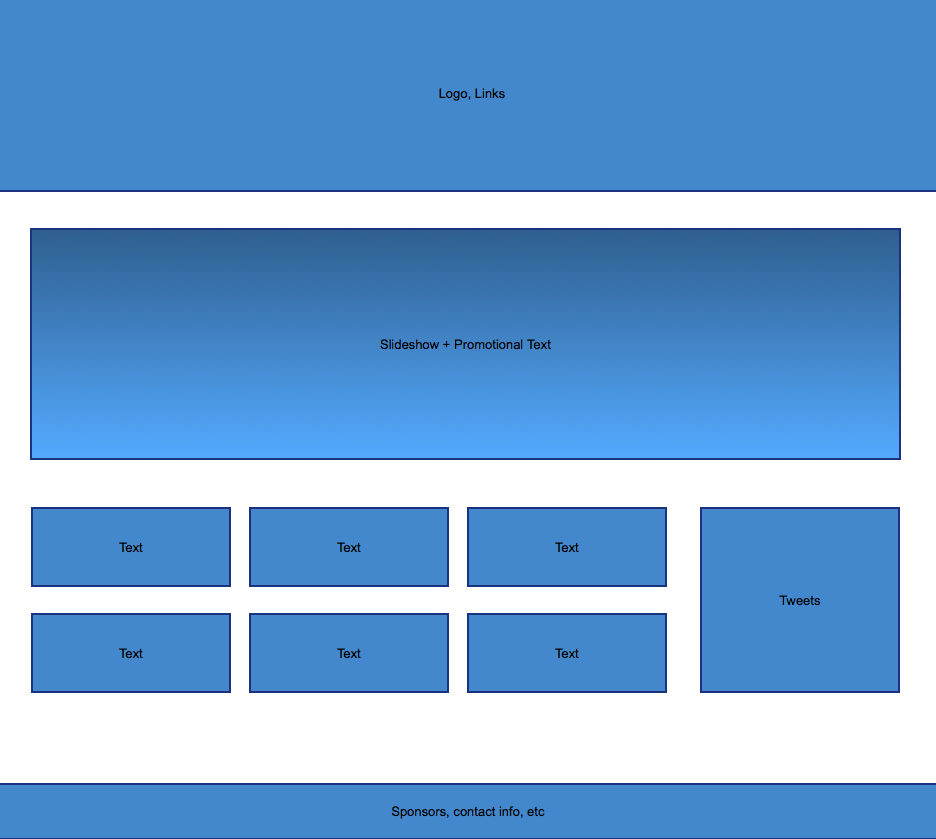 Logo, Links
Slideshow + Promotional Text
Text
Text
Text
Tweets
Text
Text
Text
Sponsors, contact info, etc